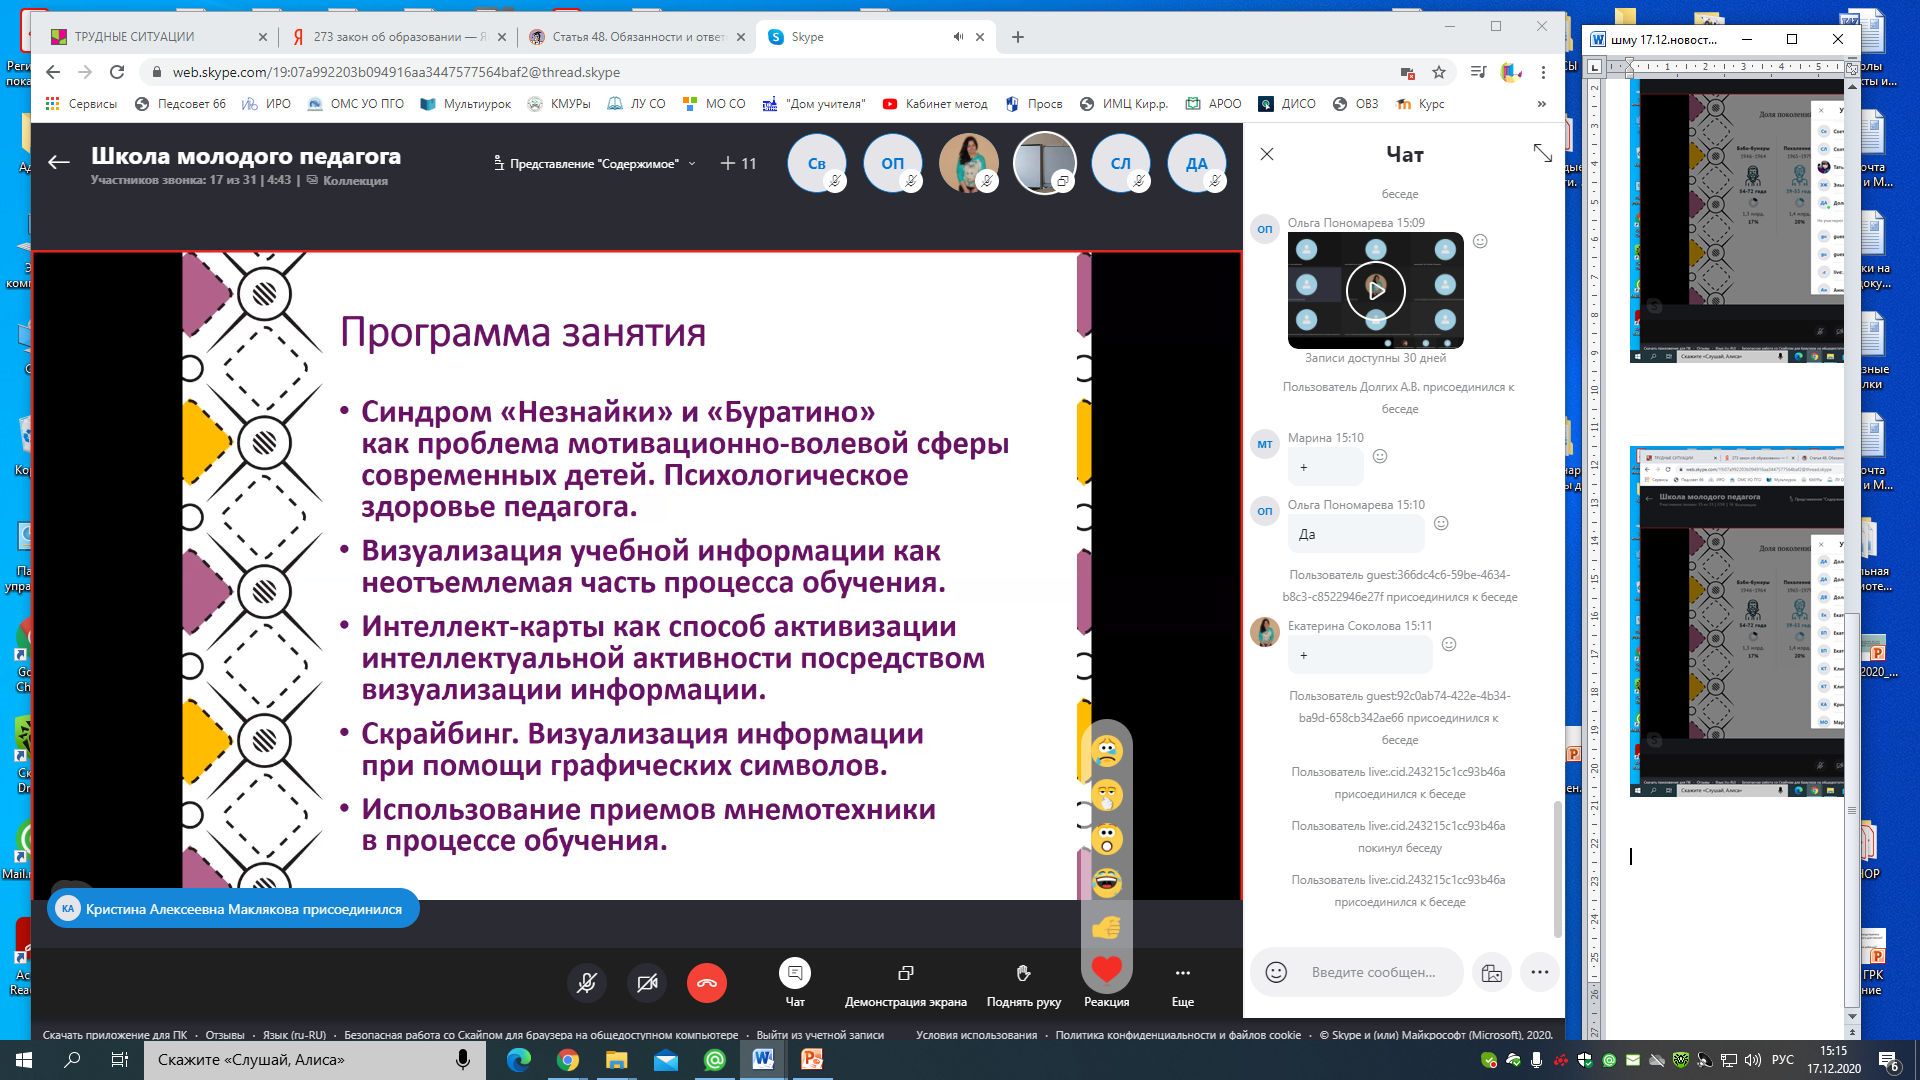 ТРУДНЫЕ СИТУАЦИИ
273 закон об образовании — Я
Статья 48. Обязанности и ответс
Skype
web.skype.com/19:07a992203b094916aa3447577564baf2@thread.skype
Сервисы
Педсовет 66
ИРО
ОМС УО ПГО
Мультиурок
КМУРы
ЛУ СО
МО СО
"Дом учителя"
Кабинет метод
Просв
ИМЦ Кир.р.
АРОО
ДИСО
ОВЗ
Курс
»
Школа молодого педагога
Участников звонка: 17 из 31 | 4:43 | Коллекция
Представление "Содержимое"
11
Св
ОП
СЛ
ДА
Программа занятия
• Синдром «Незнайки» и «Буратино»
как проблема мотивационно-волевой сферы
современных детей. Психологическое
здоровье педагога.
• Визуализация учебной информации как
неотъемлемая часть процесса обучения.
• Интеллект-карты как способ активизации
интеллектуальной активности посредством
визуализации информации.
• Скрайбинг. Визуализация информации
при помощи графических символов.
• Использование приемов мнемотехники
в процессе обучения.
КА
Кристина Алексеевна Маклякова присоединился
Чат
Демонстрация экрана
Поднять руку
Реакция
Еще
Скачать приложение для ПК · Отзывы · Язык (ru-RU) · Безопасная работа со Скайпом для браузера на общедоступном компьютере · Выйти из учетной записи
Условия использования · Политика конфиденциальности и файлов cookie · © Skype и (или) Майкрософт (Microsoft), 2020.
Чат
беседе
ОП
Ольга Пономарева 15:09
Записи доступны 30 дней
Пользователь Долгих А.В. присоединился к
беседе
МТ
Марина 15:10
+
ОП
Ольга Пономарева 15:10
Да
Пользователь guest:366dc4c6-59be-4634-
b8c3-c8522946e27f присоединился к беседе
Екатерина Соколова 15:11
+
Пользователь guest:92c0ab74-422e-4b34-
ba9d-658cb342ae66 присоединился к
беседе
Пользователь live:.cid.243215c1cc93b46a
присоединился к беседе
Пользователь live:.cid.243215c1cc93b46a
покинул беседу
Пользователь live:.cid.243215c1cc93b46a
присоединился к беседе
Введите сообщен...
шму 17.12.новост...
Скажите «Слушай, Алиса»
РУС
15:15
17.12.2020
6